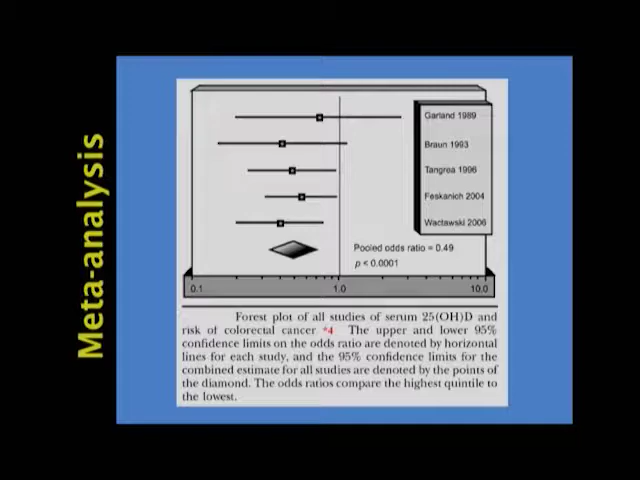 Meta-analysis
Garland 1989
Braun 1993
Tangrea 1996
Feskanich 2004
Wactawski 2006
Pooled odds ratio = 0.49
p < 0.0001
0.1 1.0 10.0
Forest plot of all studies of serum 25(OH)D and
risk of colorectal cancer *4 The upper and lower 95%
confidence limits on the odds ratio are denoted by horizontal
lines for each study, and the 95% confidence limits for the
combined estimate for all studies are denoted by the points of
the diamond. The odds ratios compare the highest quintile to
the lowest.